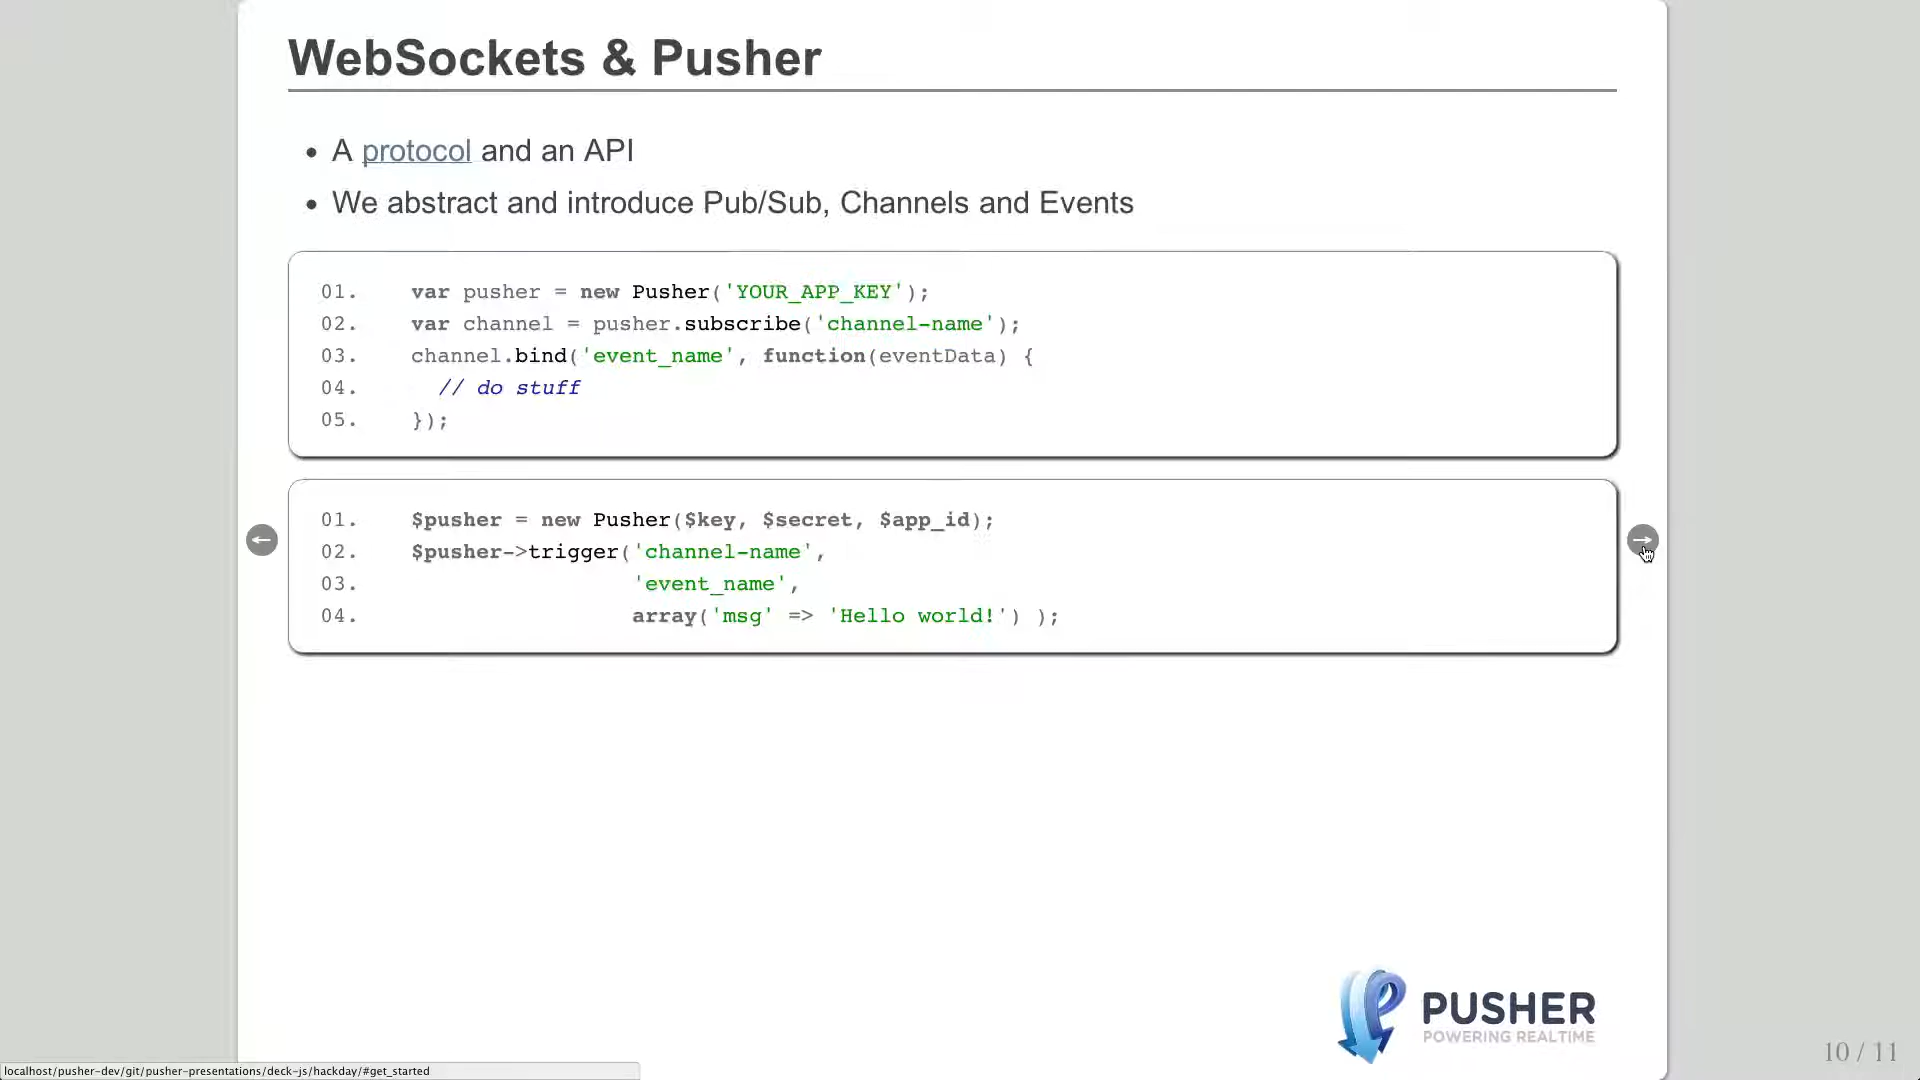 WebSockets & Pusher
• A protocol and an API
• We abstract and introduce Pub/Sub, Channels and Events
01. var pusher = new Pusher('YOUR_APP_KEY');
02. var channel = pusher.subscribe('channel-name');
03. channel.bind('event_name', function(eventData) {
04.   // do stuff
05. });
01. $pusher = new Pusher($key, $secret, $app_id);
02. $pusher->trigger('channel-name',
03.                  'event_name',
04.                  array('msg' => 'Hello world!') );
PUSHER
POWERING REALTIME
10 / 11
localhost/pusher-dev/git/pusher-presentations/deck-js/hackday/#get_started